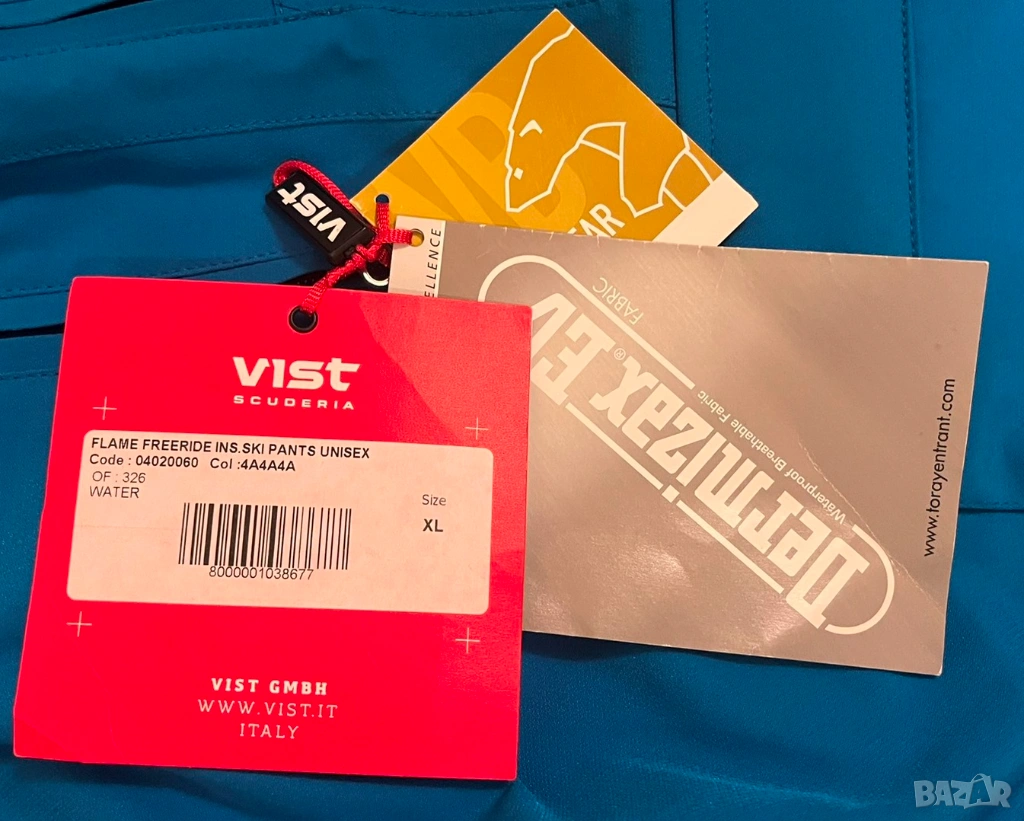 VIST
SCUDERIA
FLAME FREERIDE INS.SKI PANTS UNISEX
Code : 04020060 Col :4A4A4A
OF : 326
WATER
Size
XL
8000001038677
VIST GMBH
WWW.VIST.IT
ITALY
VIST
Dermizax® EV
FABRIC
Waterproof Breathable Fabric
www.torayentrant.com
BAZAR